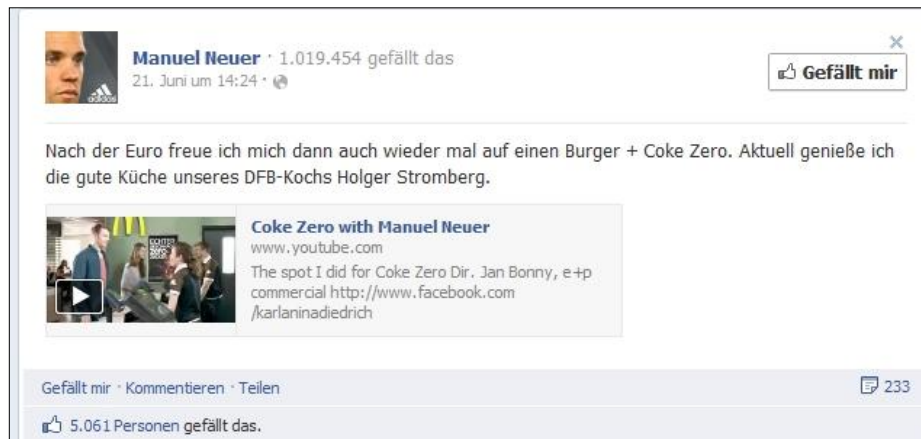 Manuel Neuer · 1.019.454 gefällt das
21. Juni um 14:24 ·
Gefällt mir
adidas
Nach der Euro freue ich mich dann auch wieder mal auf einen Burger + Coke Zero. Aktuell genieße ich
die gute Küche unseres DFB-Kochs Holger Stromberg.
Coke Zero with Manuel Neuer
www.youtube.com
The spot I did for Coke Zero Dir. Jan Bonny, e+p
commercial http://www.facebook.com
/karlaninadiedrich
Gefällt mir · Kommentieren · Teilen
233
5.061 Personen gefällt das.